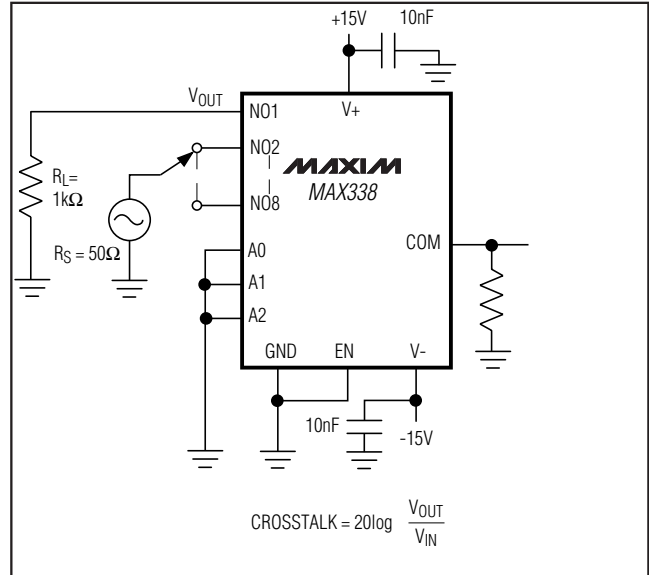 +15V
10nF
VOUT
NO1
V+
NO2
MAXIM
MAX338
RL=
1kΩ
NO8
RS = 50Ω
A0
COM
A1
A2
GND
EN
V-
10nF
-15V
CROSSTALK = 20log VOUT
VIN